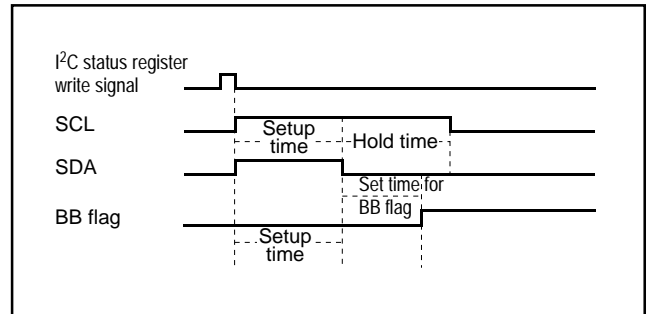 I²C status register
write signal
SCL
Setup
time
Hold time
SDA
Set time for
BB flag
BB flag
Setup
time